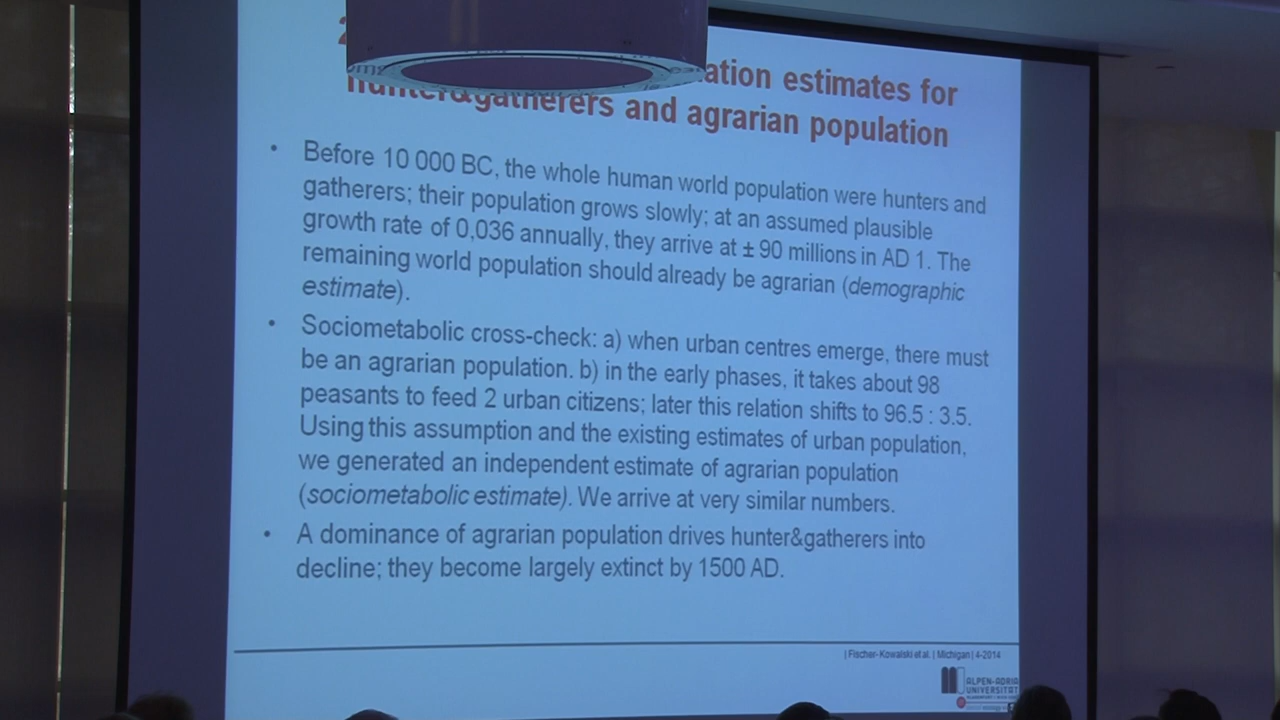 ation estimates for
hunter&gatherers and agrarian population
• Before 10 000 BC, the whole human world population were hunters and
gatherers; their population grows slowly; at an assumed plausible
growth rate of 0,036 annually, they arrive at ± 90 millions in AD 1. The
remaining world population should already be agrarian (demographic
estimate).
• Sociometabolic cross-check: a) when urban centres emerge, there must
be an agrarian population. b) in the early phases, it takes about 98
peasants to feed 2 urban citizens; later this relation shifts to 96.5 : 3.5.
Using this assumption and the existing estimates of urban population,
we generated an independent estimate of agrarian population
(sociometabolic estimate). We arrive at very similar numbers.
• A dominance of agrarian population drives hunter&gatherers into
decline; they become largely extinct by 1500 AD.
| Fischer-Kowalski et al. | Michigan | 4-2014
ALPEN-ADRIA
UNIVERSITÄT